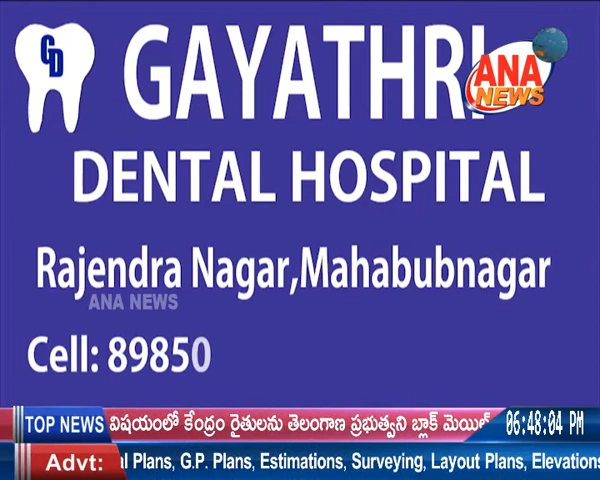 GD
GAYATHRI
ANA
NEWS
DENTAL HOSPITAL
Rajendra Nagar,Mahabubnagar
ANA NEWS
Cell: 89850
TOP NEWS విషయంలో కేంద్రం రైతులను తెలంగాణ ప్రభుత్వని బ్లాక్ మెయిల్ 06:48:04 PM
Advt: al Plans, G.P. Plans, Estimations, Surveying, Layout Plans, Elevations